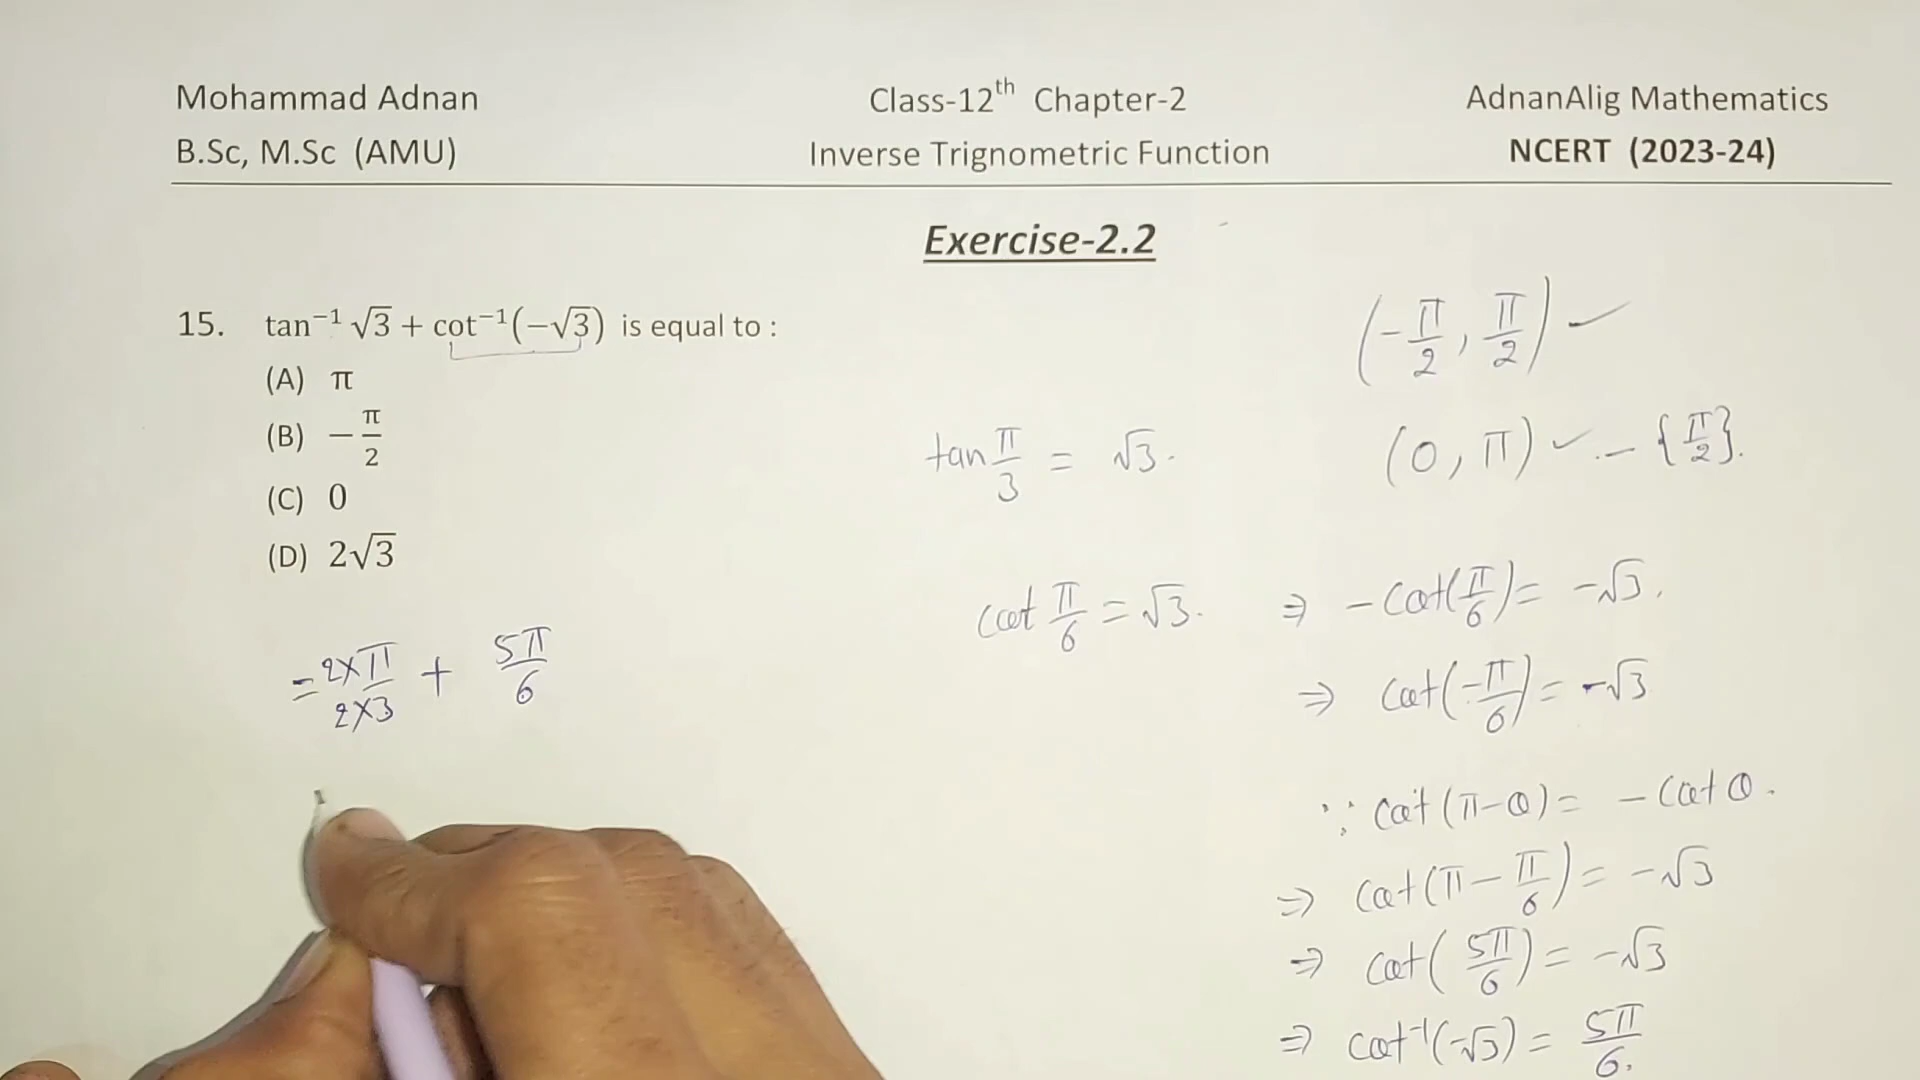 Mohammad Adnan
B.Sc, M.Sc (AMU)
Class-12th Chapter-2
Inverse Trignometric Function
AdnanAlig Mathematics
NCERT (2023-24)
Exercise-2.2
15. tan⁻¹ √3 + cot⁻¹(−√3) is equal to :
(A) π
(B) −π/2
(C) 0
(D) 2√3
= 2×π/2×3 + 5π/6
tan π/3 = √3.
cot π/6 = √3. ⇒ −cot(π/6) = −√3.
(−π/2, π/2) ✓
(0, π) ✓ − {π/2}.
⇒ cot(−π/6) = −√3
∵ cot(π−θ) = −cot θ.
⇒ cot(π − π/6) = −√3
⇒ cot(5π/6) = −√3
⇒ cot⁻¹(−√3) = 5π/6.